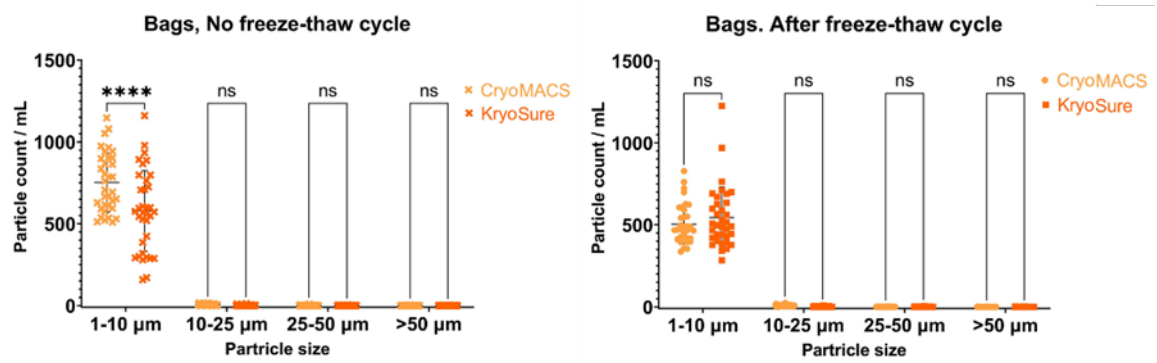 Bags, No freeze-thaw cycle
1500
1000
500
0
Particle count / mL
****
ns
ns
ns
CryoMACS
KryoSure
1-10 µm
10-25 µm
25-50 µm
>50 µm
Partricle size
Bags. After freeze-thaw cycle
1500
1000
500
0
Particle count / mL
ns
ns
ns
ns
CryoMACS
KryoSure
1-10 µm
10-25 µm
25-50 µm
>50 µm
Partricle size